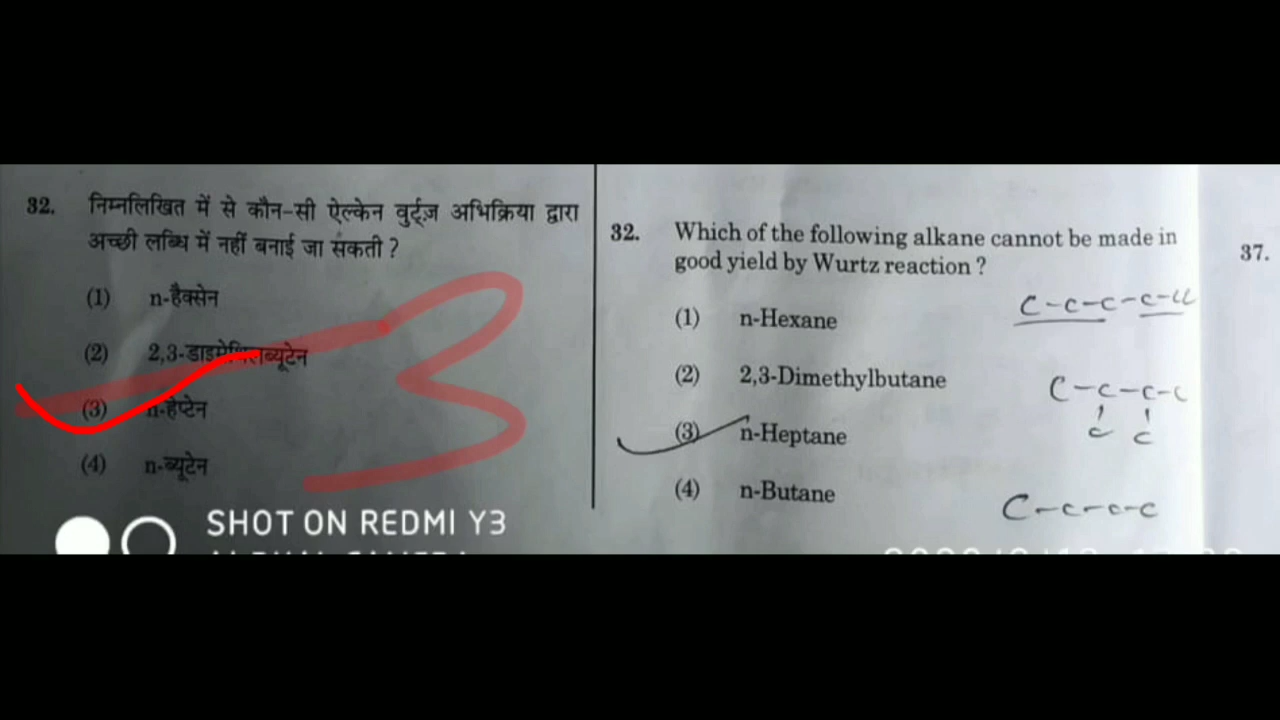 32. निम्नलिखित में से कौन-सी ऐल्केन वुर्ट्ज़ अभिक्रिया द्वारा
अच्छी लब्धि में नहीं बनाई जा सकती ?
(1) n-हैक्सेन
(2) 2,3-डाइमेथिलब्यूटेन
(3) n-हेप्टेन
(4) n-ब्यूटेन
3
SHOT ON REDMI Y3
32. Which of the following alkane cannot be made in
good yield by Wurtz reaction ?
(1) n-Hexane
(2) 2,3-Dimethylbutane
(3) n-Heptane
(4) n-Butane
C-C-C-C
C C
C-C-C-C
37.